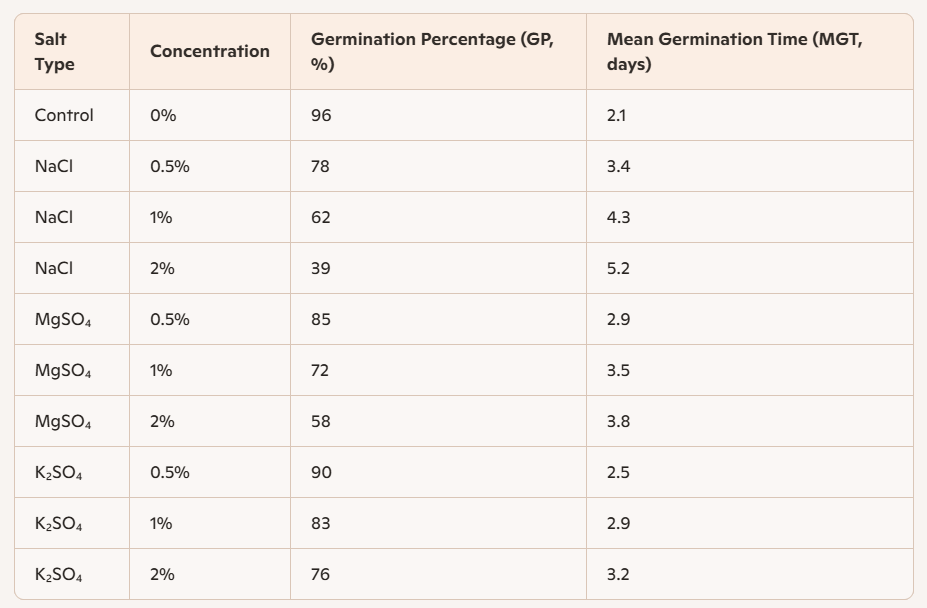 Salt Type Concentration Germination Percentage (GP, %) Mean Germination Time (MGT, days)
Control 0% 96 2.1
NaCl 0.5% 78 3.4
NaCl 1% 62 4.3
NaCl 2% 39 5.2
MgSO₄ 0.5% 85 2.9
MgSO₄ 1% 72 3.5
MgSO₄ 2% 58 3.8
K₂SO₄ 0.5% 90 2.5
K₂SO₄ 1% 83 2.9
K₂SO₄ 2% 76 3.2